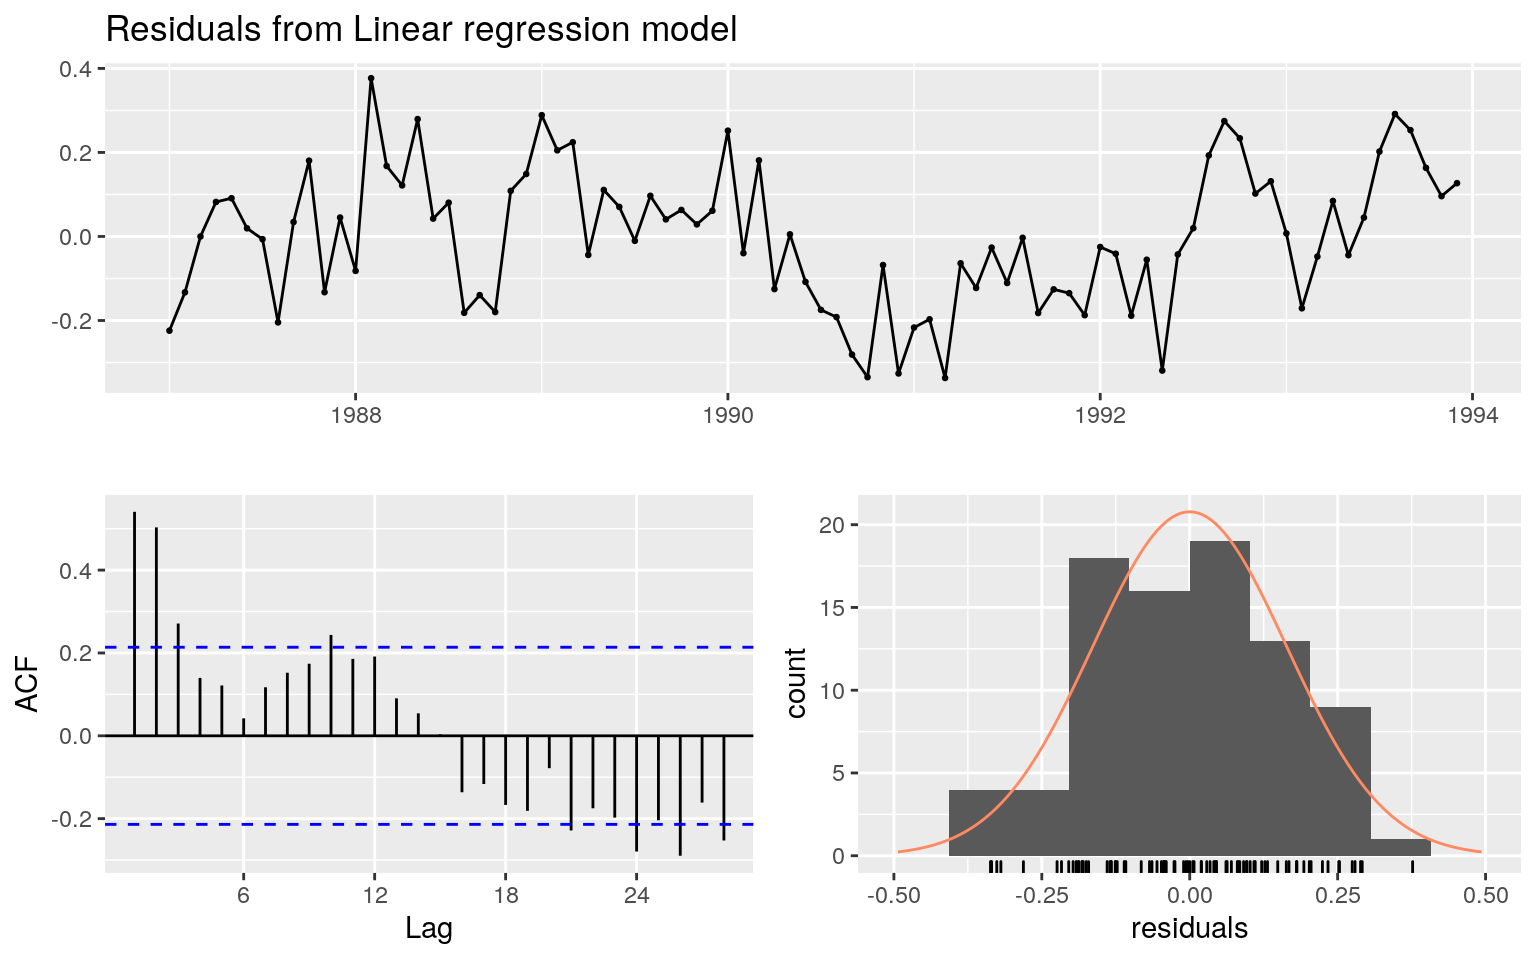 Residuals from Linear regression model
0.4
0.2
0.0
-0.2
1988 1990 1992 1994
ACF
0.4
0.2
0.0
-0.2
6 12 18 24
Lag
count
20
15
10
5
0
-0.50 -0.25 0.00 0.25 0.50
residuals